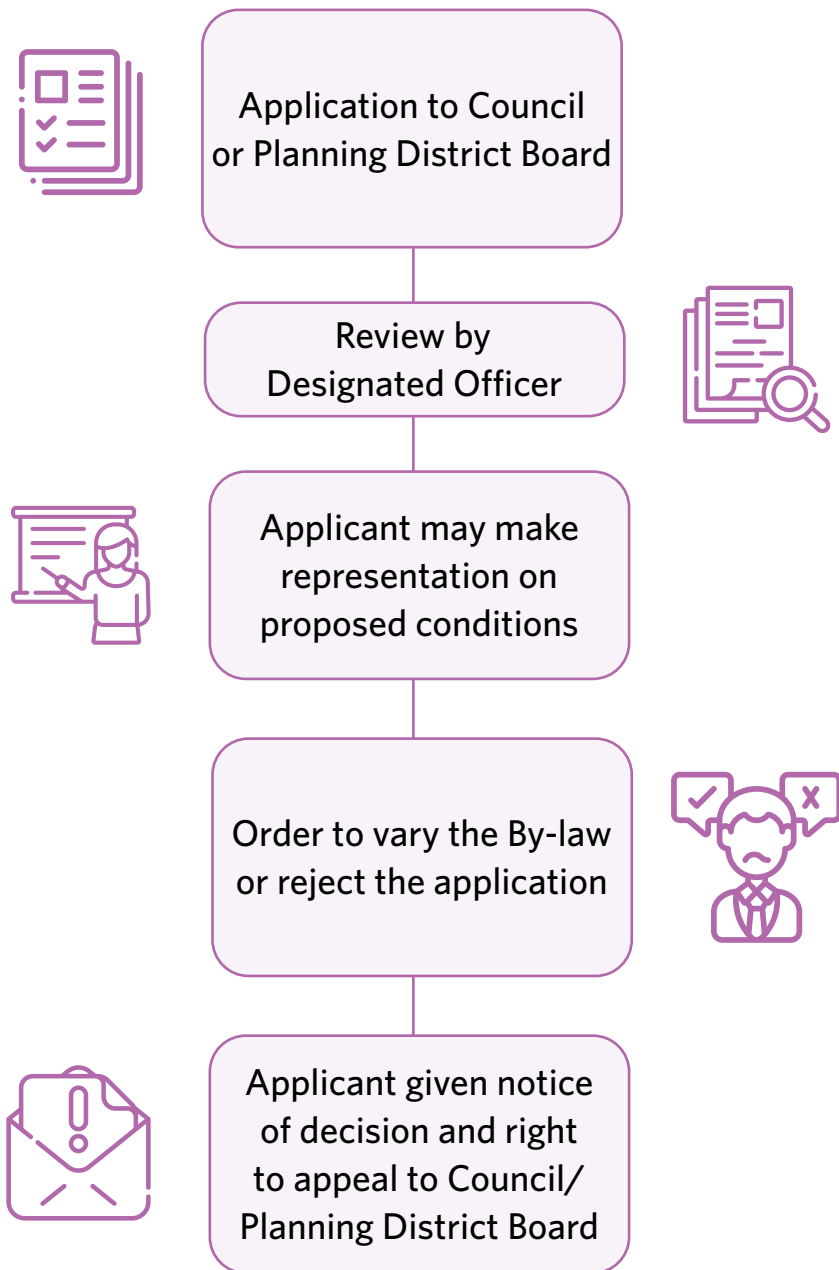 Application to Council
or Planning District Board
Review by
Designated Officer
Applicant may make
representation on
proposed conditions
Order to vary the By-law
or reject the application
Applicant given notice
of decision and right
to appeal to Council/
Planning District Board